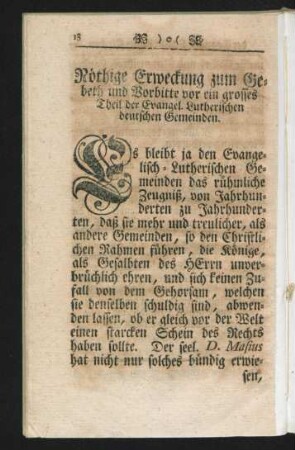 18 )o(
Nöthige Erweckung zum Ge-
beth und Vorbitte vor ein grosses
Theil der Evangel. Lutherischen
deutschen Gemeinden.
Es bleibt ja den Evange-
lisch-Lutherischen Ge-
meinden das rühmliche
Zeugniß, von Jahrhun-
derten zu Jahrhunder-
ten, daß sie mehr und treulicher, als
andere Gemeinden, so den Christli-
chen Nahmen führen, die Könige,
als Gesalbten des HErrn unver-
brüchlich ehren, und sich keinen Zu-
fall von dem Gehorsam, welchen
sie denselben schuldig sind, abwen-
den lassen, ob er gleich vor der Welt
einen starcken Schein des Rechts
haben sollte. Der seel. D. Masius
hat nicht nur solches bündig erwie-
sen,